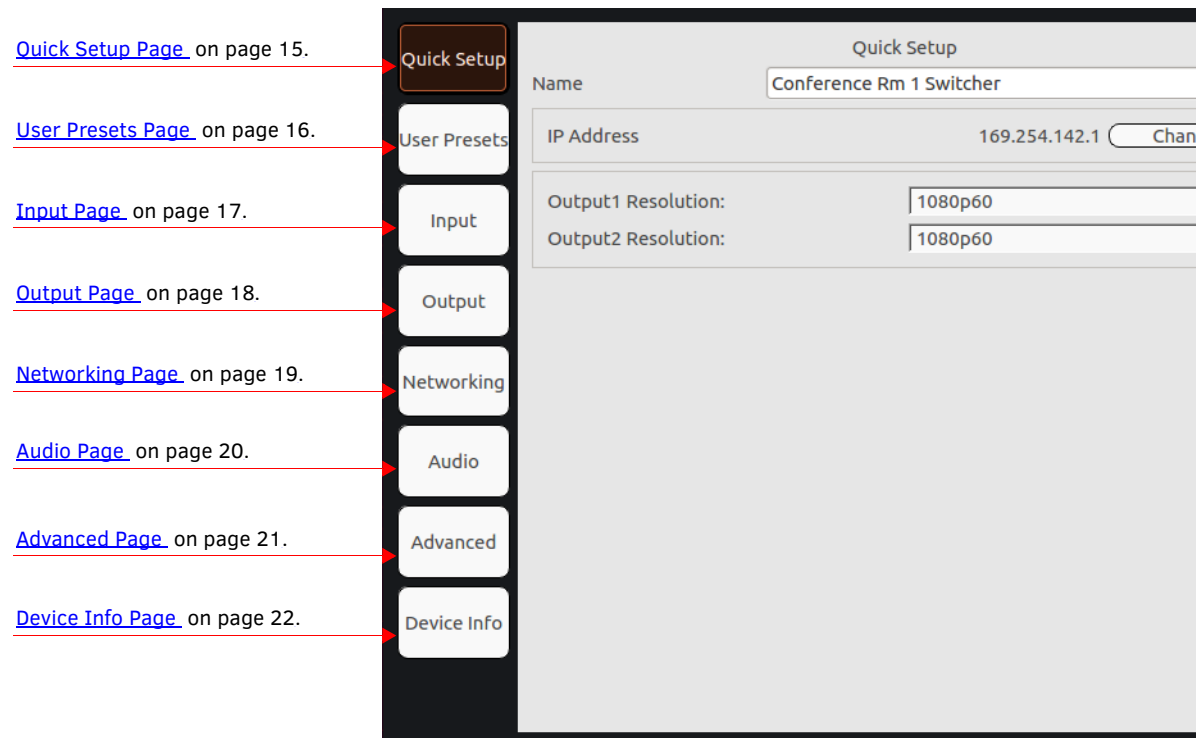 Quick Setup Page on page 15.
User Presets Page on page 16.
Input Page on page 17.
Output Page on page 18.
Networking Page on page 19.
Audio Page on page 20.
Advanced Page on page 21.
Device Info Page on page 22.
Quick Setup
User Presets
Input
Output
Networking
Audio
Advanced
Device Info
Quick Setup
Name Conference Rm 1 Switcher
IP Address 169.254.142.1 Chan
Output1 Resolution: 1080p60
Output2 Resolution: 1080p60